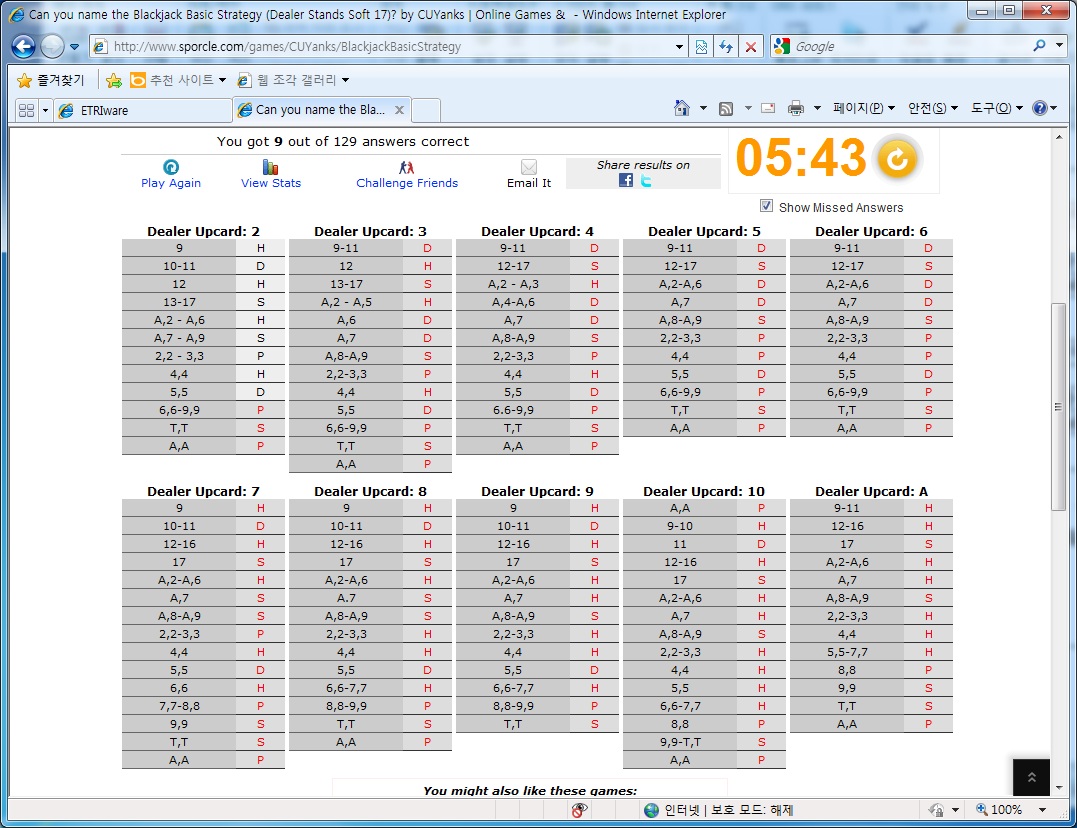 Can you name the Blackjack Basic Strategy (Dealer Stands Soft 17)? by CUYanks | Online Games & - Windows Internet Explorer
http://www.sporcle.com/games/CUYanks/BlackjackBasicStrategy Google
즐겨찾기 추천 사이트 웹 조각 갤러리
ETRIware Can you name the Bla... 페이지(P) 안전(S) 도구(O)
You got 9 out of 129 answers correct
05:43
Share results on
Play Again View Stats Challenge Friends Email It
Show Missed Answers
Dealer Upcard: 2 Dealer Upcard: 3 Dealer Upcard: 4 Dealer Upcard: 5 Dealer Upcard: 6
9 H 9-11 D 9-11 D 9-11 D 9-11 D
10-11 D 12 H 12-17 S 12-17 S 12-17 S
12 H 13-17 S A,2 - A,3 H A,2-A,6 D A,2-A,6 D
13-17 S A,2 - A,5 H A,4-A,6 D A,7 D A,7 D
A,2 - A,6 H A,6 D A,7 D A,8-A,9 S A,8-A,9 S
A,7 - A,9 S A,7 D A,8-A,9 S 2,2-3,3 P 2,2-3,3 P
2,2 - 3,3 P A,8-A,9 S 2,2-3,3 P 4,4 P 4,4 P
4,4 H 2,2-3,3 P 4,4 H 5,5 D 5,5 D
5,5 D 4,4 H 5,5 D 6,6-9,9 P 6,6-9,9 P
6,6-9,9 P 5,5 D 6.6-9,9 P T,T S T,T S
T,T S 6,6-9,9 P T,T S A,A P A,A P
A,A P T,T S A,A P
A,A P
Dealer Upcard: 7 Dealer Upcard: 8 Dealer Upcard: 9 Dealer Upcard: 10 Dealer Upcard: A
9 H 9 H 9 H A,A P 9-11 H
10-11 D 10-11 D 10-11 D 9-10 H 12-16 H
12-16 H 12-16 H 12-16 H 11 D 17 S
17 S 17 S 17 S 12-16 H A,2-A,6 H
A,2-A,6 H A,2-A,6 H A,2-A,6 H 17 S A,7 H
A,7 S A.7 S A,7 H A,2-A,6 H A,8-A,9 S
A,8-A,9 S A,8-A,9 S A,8-A,9 S A,7 H 2,2-3,3 H
2,2-3,3 P 2,2-3,3 H 2,2-3,3 H A,8-A,9 S 4,4 H
4,4 H 4,4 H 4,4 H 2,2-3,3 H 5,5-7,7 H
5,5 D 5,5 D 5,5 D 4,4 H 8,8 P
6,6 H 6,6-7,7 H 6,6-7,7 H 5,5 H 9,9 S
7,7-8,8 P 8,8-9,9 P 8,8-9,9 P 6,6-7,7 H T,T S
9,9 S T,T S T,T S 8,8 P A,A P
T,T S A,A P 9,9-T,T S
A,A P A,A P
You might also like these games:
인터넷 | 보호 모드: 해제 100%